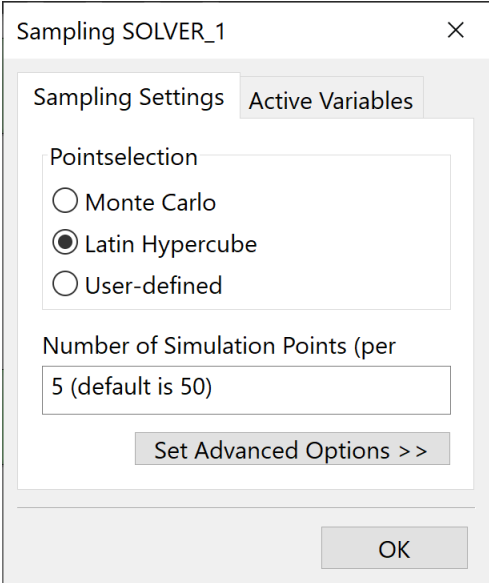 Sampling SOLVER_1
Sampling Settings
Active Variables
Pointselection
Monte Carlo
Latin Hypercube
User-defined
Number of Simulation Points (per
5 (default is 50)
Set Advanced Options >>
OK